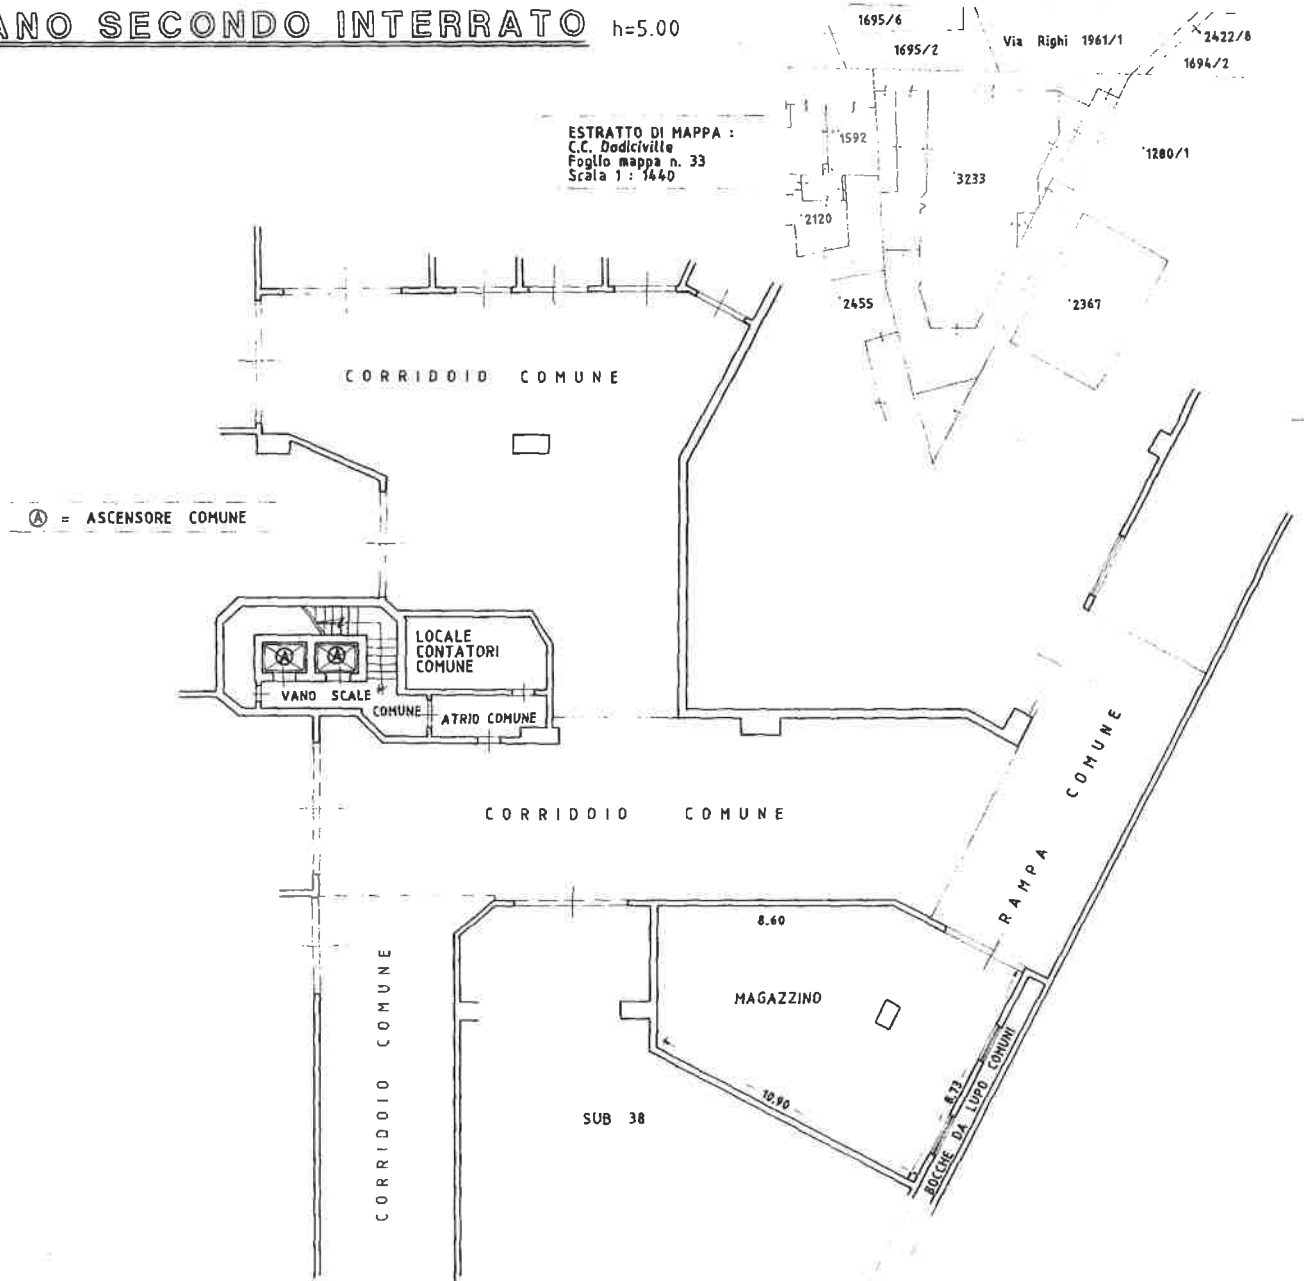 ANO SECONDO INTERRATO h=5.00
1695/6
1695/2
Via Righi 1961/1
2422/8
1694/2
ESTRATTO DI MAPPA :
C.C. Dodiciville
Foglio mappa n. 33
Scala 1 : 1440
1592
1280/1
3233
2120
2455
2367
CORRIDOIO COMUNE
A = ASCENSORE COMUNE
LOCALE
CONTATORI
COMUNE
A A
VANO SCALE
COMUNE
ATRIO COMUNE
RAMPA COMUNE
CORRIDOIO COMUNE
8.60
CORRIDOIO COMUNE
MAGAZZINO
10.90
8.73
BOCCHE DA LUPO COMUNI
SUB 38